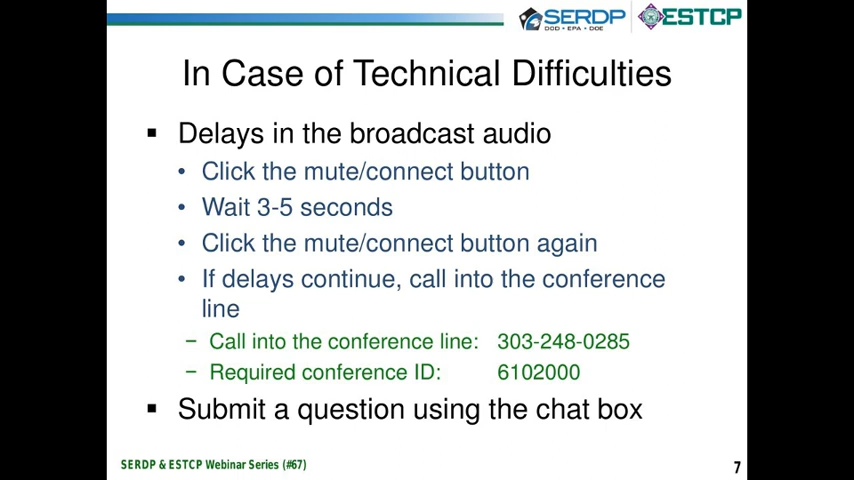 SERDP
DOD • EPA • DOE
ESTCP
In Case of Technical Difficulties
▪ Delays in the broadcast audio
• Click the mute/connect button
• Wait 3-5 seconds
• Click the mute/connect button again
• If delays continue, call into the conference
line
− Call into the conference line: 303-248-0285
− Required conference ID: 6102000
▪ Submit a question using the chat box
SERDP & ESTCP Webinar Series (#67)
7